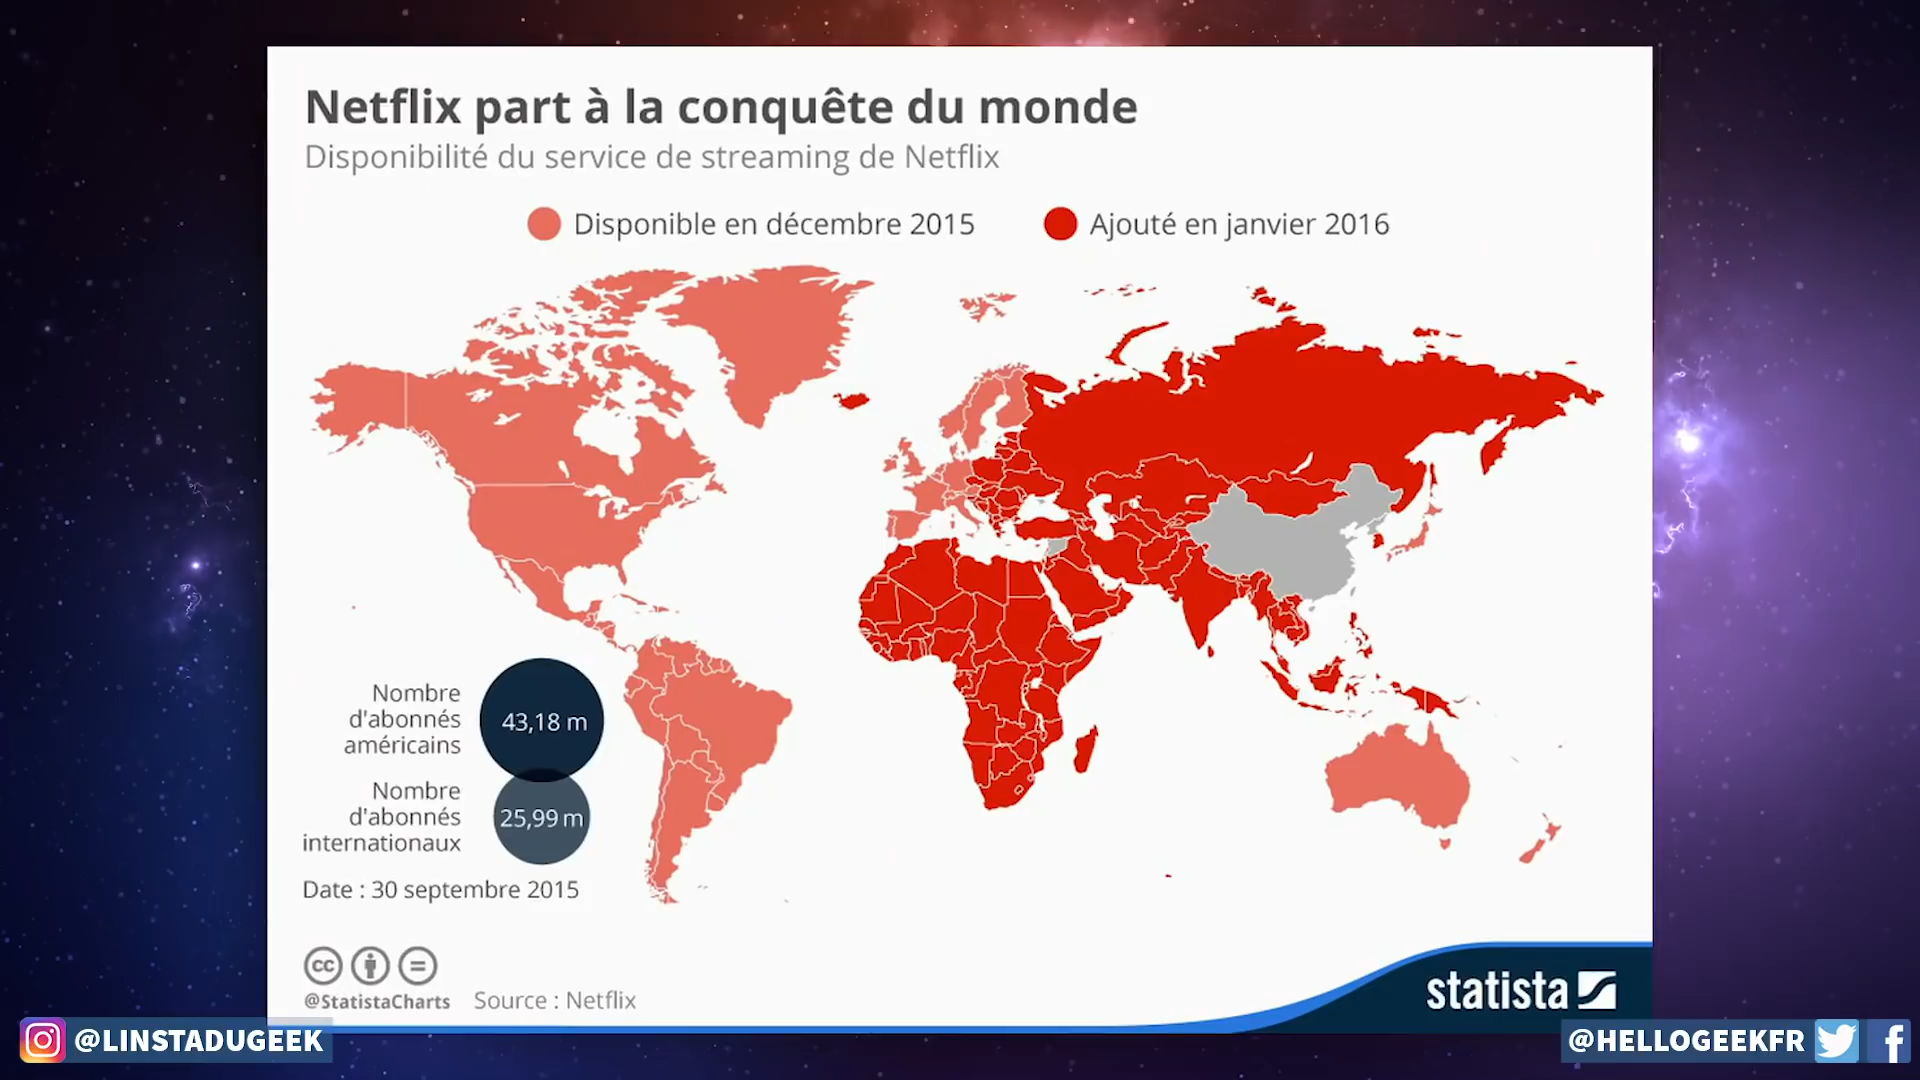 Netflix part à la conquête du monde
Disponibilité du service de streaming de Netflix
Disponible en décembre 2015
Ajouté en janvier 2016
Nombre
d'abonnés
américains
43,18 m
Nombre
d'abonnés
internationaux
25,99 m
Date : 30 septembre 2015
cc
@StatistaCharts
Source : Netflix
statista
@LINSTADUGEEK
@HELLOGEEKFR